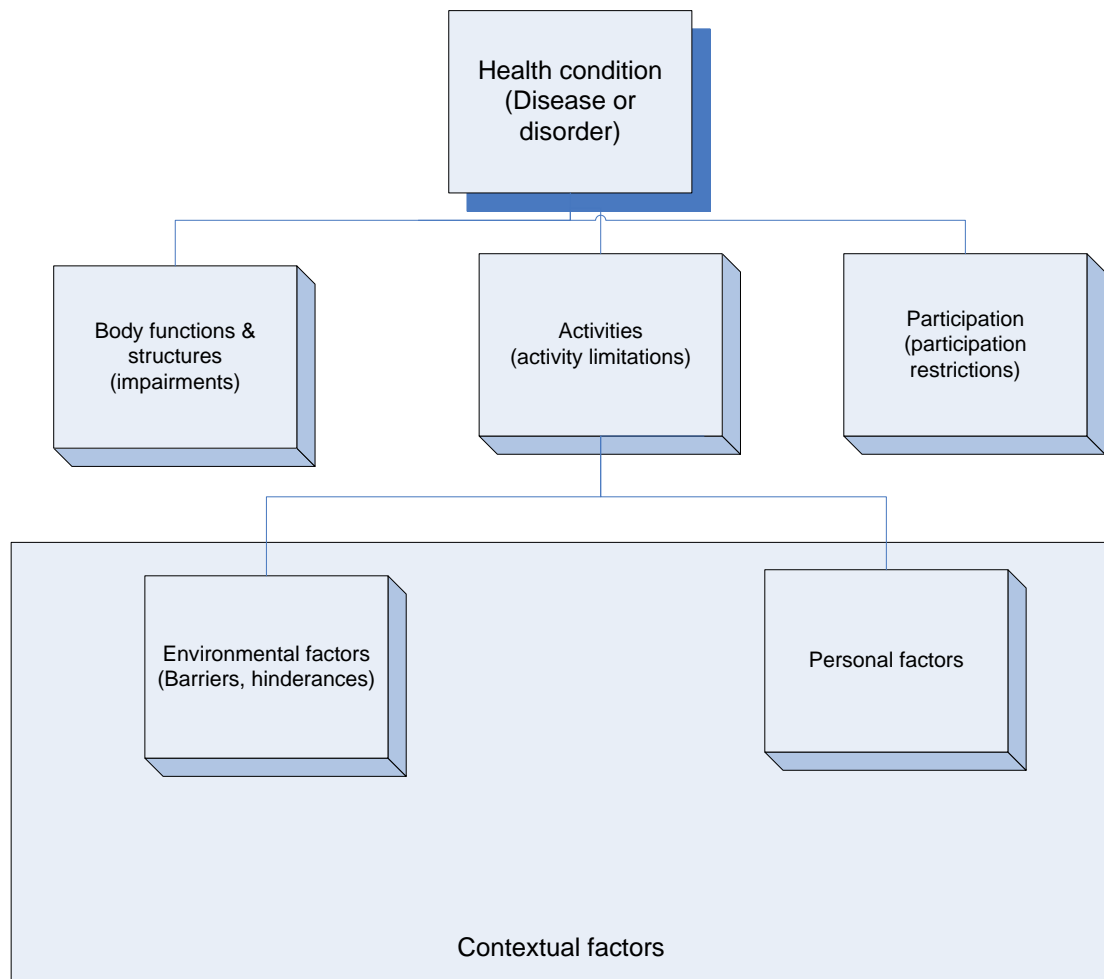 Health condition
(Disease or
disorder)
Body functions &
structures
(impairments)
Activities
(activity limitations)
Participation
(participation
restrictions)
Environmental factors
(Barriers, hinderances)
Personal factors
Contextual factors